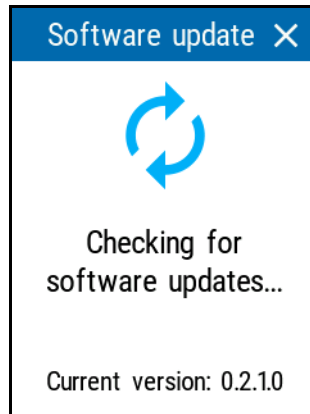 Software update
Checking for
software updates...
Current version: 0.2.1.0